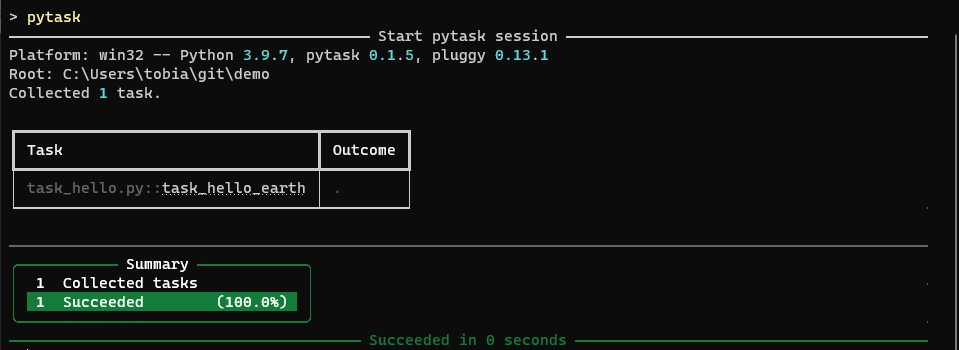 > pytask
Start pytask session
Platform: win32 -- Python 3.9.7, pytask 0.1.5, pluggy 0.13.1
Root: C:\Users\tobia\git\demo
Collected 1 task.
Task Outcome
task_hello.py::task_hello_earth .
Summary
1 Collected tasks
1 Succeeded (100.0%)
Succeeded in 0 seconds